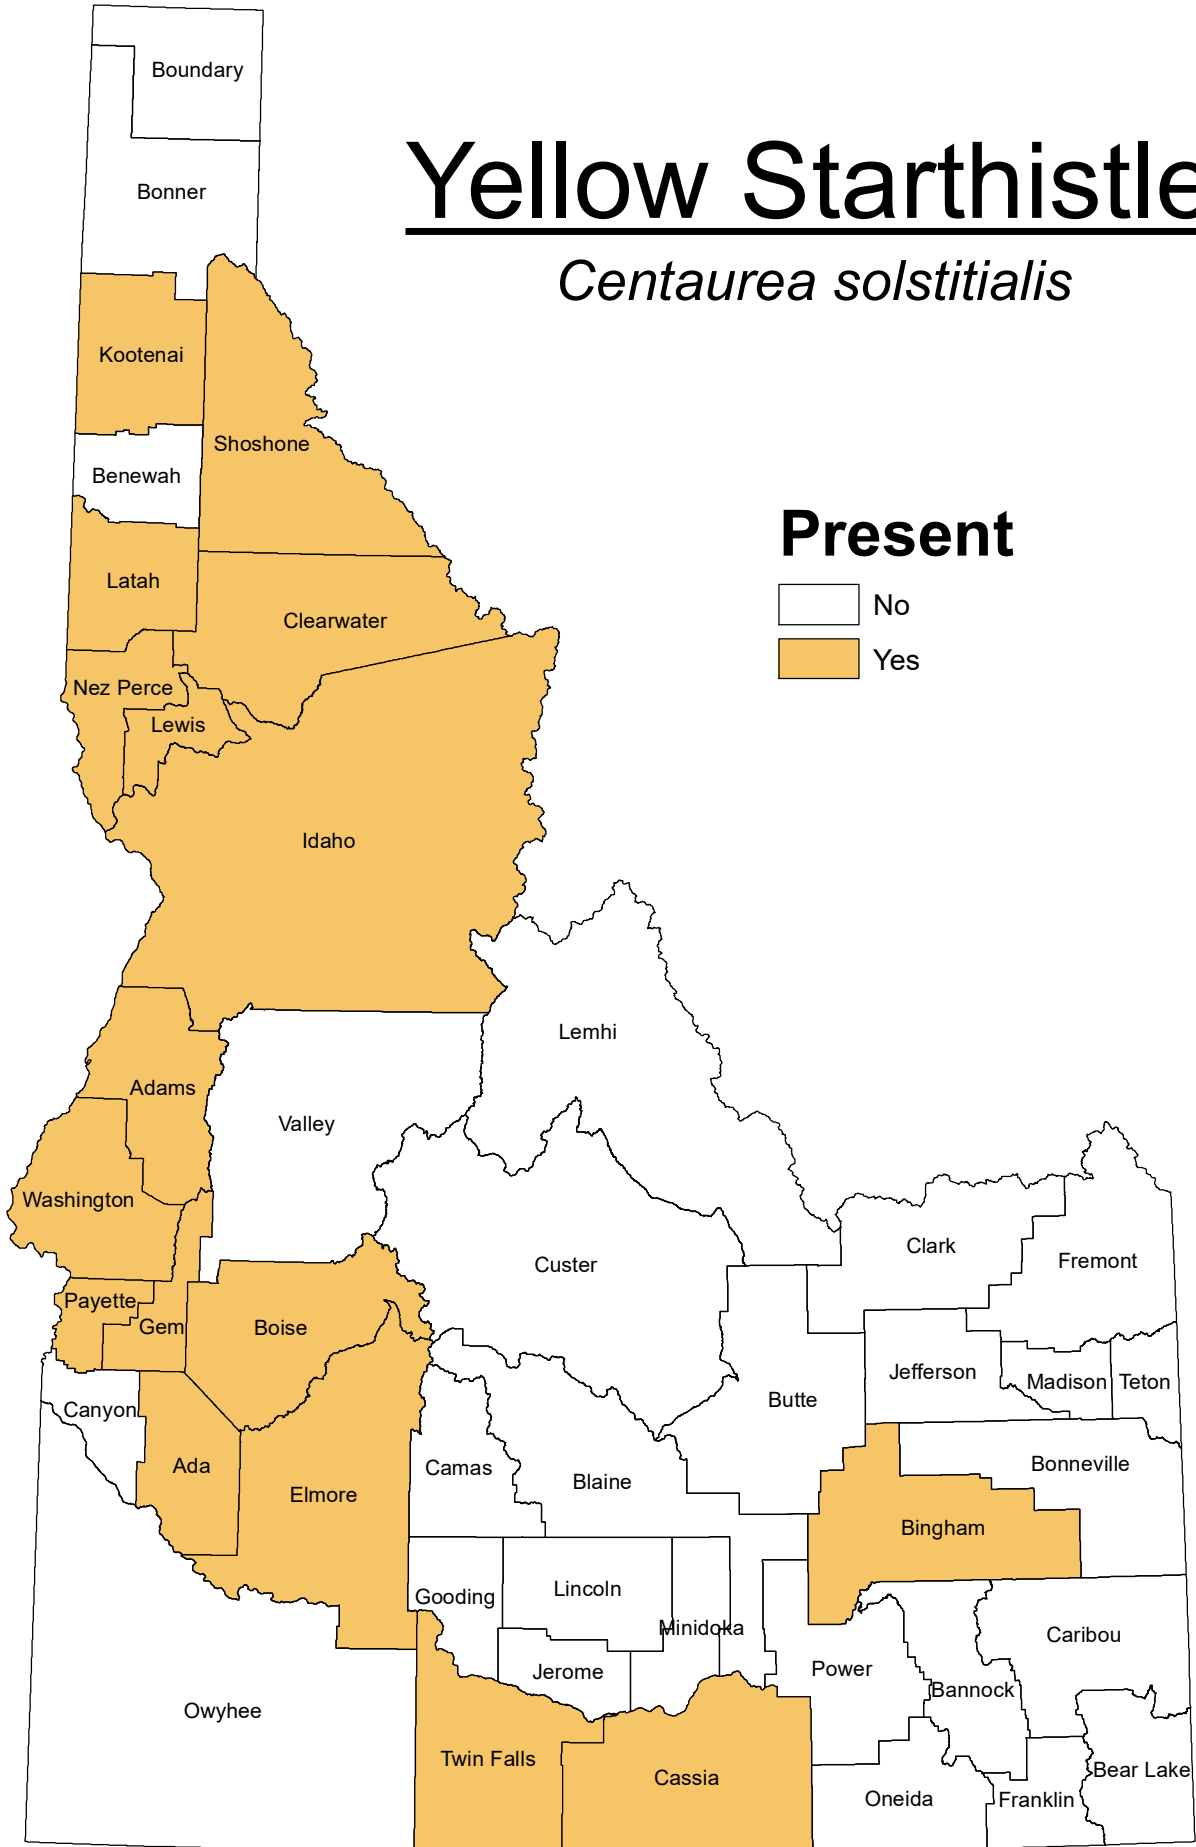 Boundary
Yellow Starthistle
Bonner
Centaurea solstitialis
Kootenai
Shoshone
Benewah
Present
No
Latah
Clearwater
Yes
Nez Perce
Lewis
Idaho
Lemhi
Adams
Valley
Washington
Clark
Custer
Fremont
Payette
Gem
Boise
Jefferson
Madison
Teton
Butte
Canyon
Ada
Camas
Blaine
Bonneville
Elmore
Bingham
Gooding
Lincoln
Minidoka
Caribou
Jerome
Power
Bannock
Owyhee
Twin Falls
Cassia
Bear Lake
Oneida
Franklin